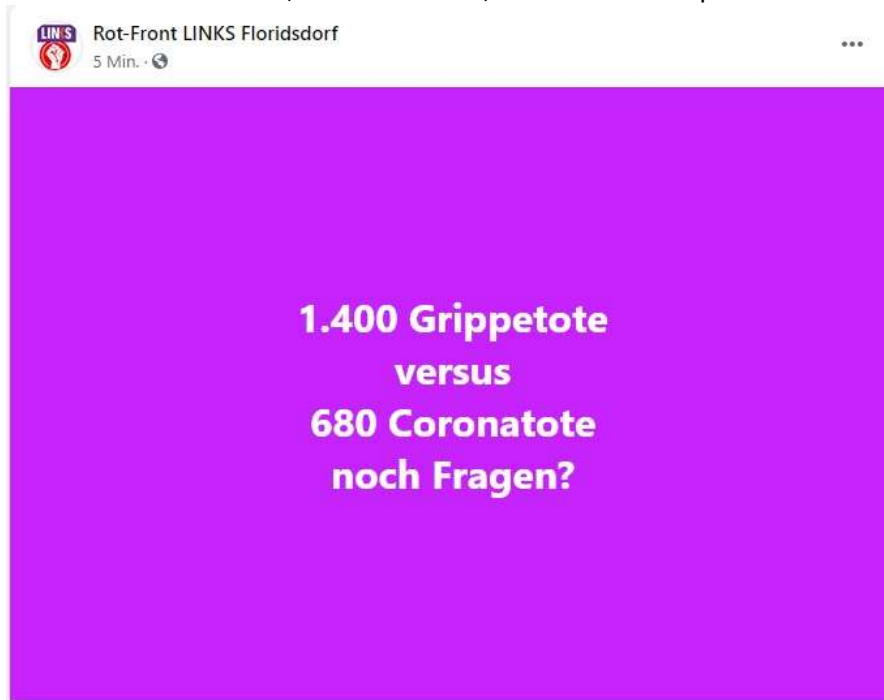 LINKS
Rot-Front LINKS Floridsdorf
5 Min. ·
1.400 Grippetote
versus
680 Coronatote
noch Fragen?